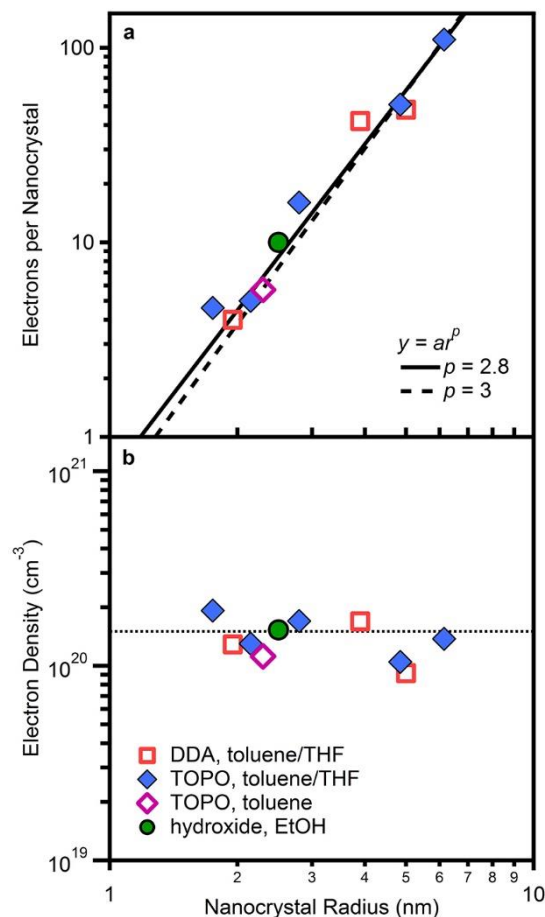 a
100
10
1
Electrons per Nanocrystal
y = ar^p
p = 2.8
p = 3
b
10^21
10^20
10^19
Electron Density (cm^-3)
DDA, toluene/THF
TOPO, toluene/THF
TOPO, toluene
hydroxide, EtOH
1 2 3 4 5 6 7 8 9 10
Nanocrystal Radius (nm)